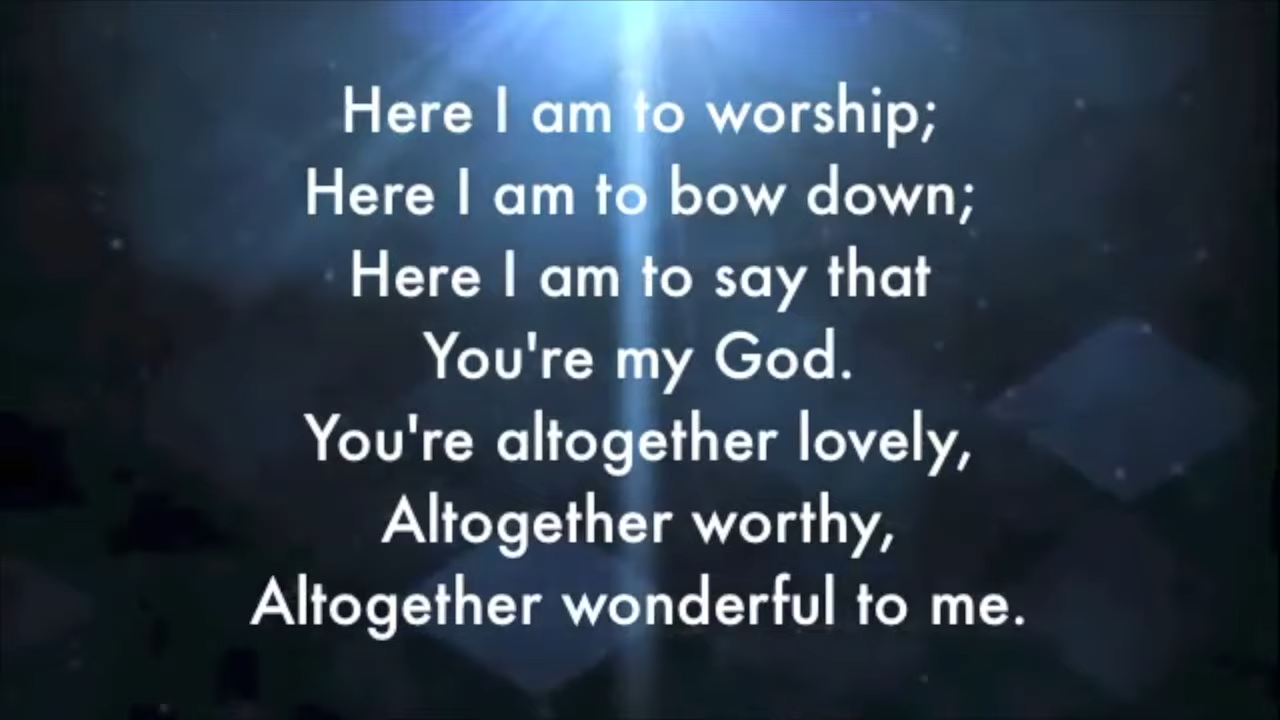 Here I am to worship;
Here I am to bow down;
Here I am to say that
You're my God.
You're altogether lovely,
Altogether worthy,
Altogether wonderful to me.